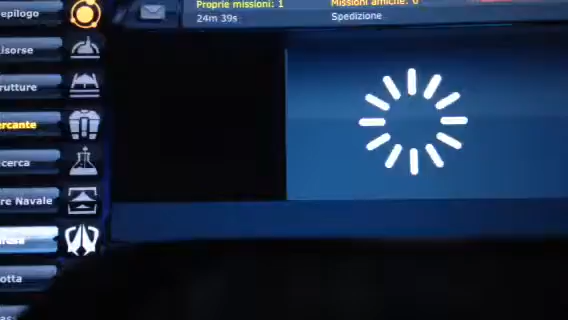 Proprie missioni: 1
Missioni amiche: 0
24m 39s
Spedizione
epilogo
isorse
rutture
ercante
cerca
re Navale
otta